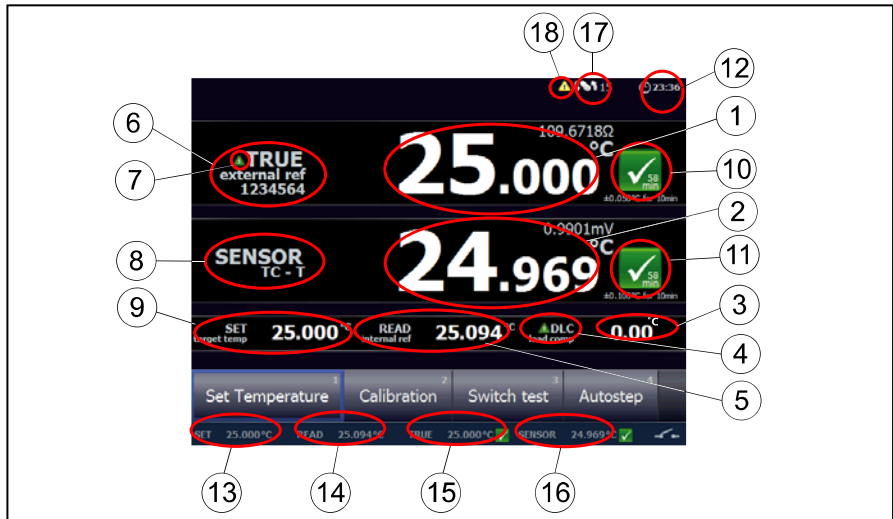 18 17
15 23:36 12
109.6718Ω 1
6 TRUE 25.000 °C
external ref
7 1234564 58 min 10
±0.050°C for 10min
0.9901mV 2
8 SENSOR 24.969 °C
TC - T 58 min 11
±0.100°C for 10min
9 SET 25.000 °C READ 25.094 °C DLC 0.00 °C 3
target temp internal ref load comp 4
5
1 2 3 4
Set Temperature Calibration Switch test Autostep
SET 25.000°C READ 25.094°C TRUE 25.000°C SENSOR 24.969°C
13 14 15 16